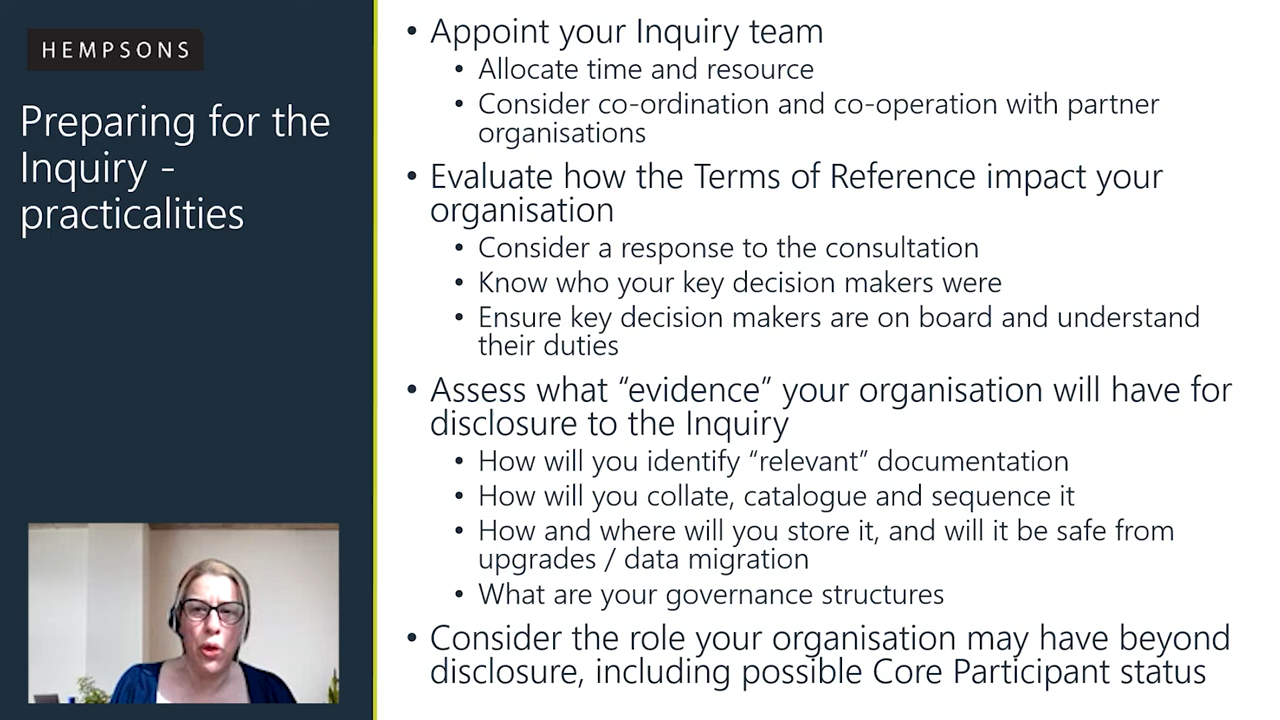 HEMPSONS
Preparing for the
Inquiry -
practicalities
• Appoint your Inquiry team
• Allocate time and resource
• Consider co-ordination and co-operation with partner
organisations
• Evaluate how the Terms of Reference impact your
organisation
• Consider a response to the consultation
• Know who your key decision makers were
• Ensure key decision makers are on board and understand
their duties
• Assess what “evidence” your organisation will have for
disclosure to the Inquiry
• How will you identify “relevant” documentation
• How will you collate, catalogue and sequence it
• How and where will you store it, and will it be safe from
upgrades / data migration
• What are your governance structures
• Consider the role your organisation may have beyond
disclosure, including possible Core Participant status